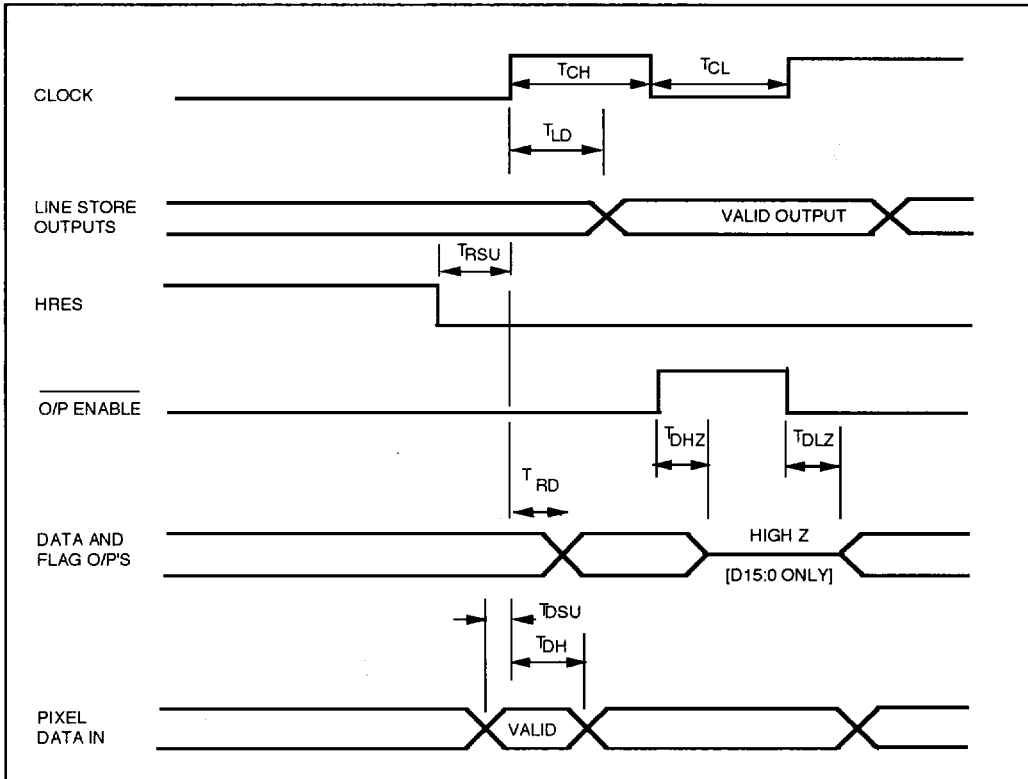 TCH
TCL
CLOCK
TLD
LINE STORE
OUTPUTS
VALID OUTPUT
TRSU
HRES
O/P ENABLE
TDHZ
TDLZ
TRD
DATA AND
FLAG O/P'S
HIGH Z
[D15:0 ONLY]
TDSU
TDH
PIXEL
DATA IN
VALID